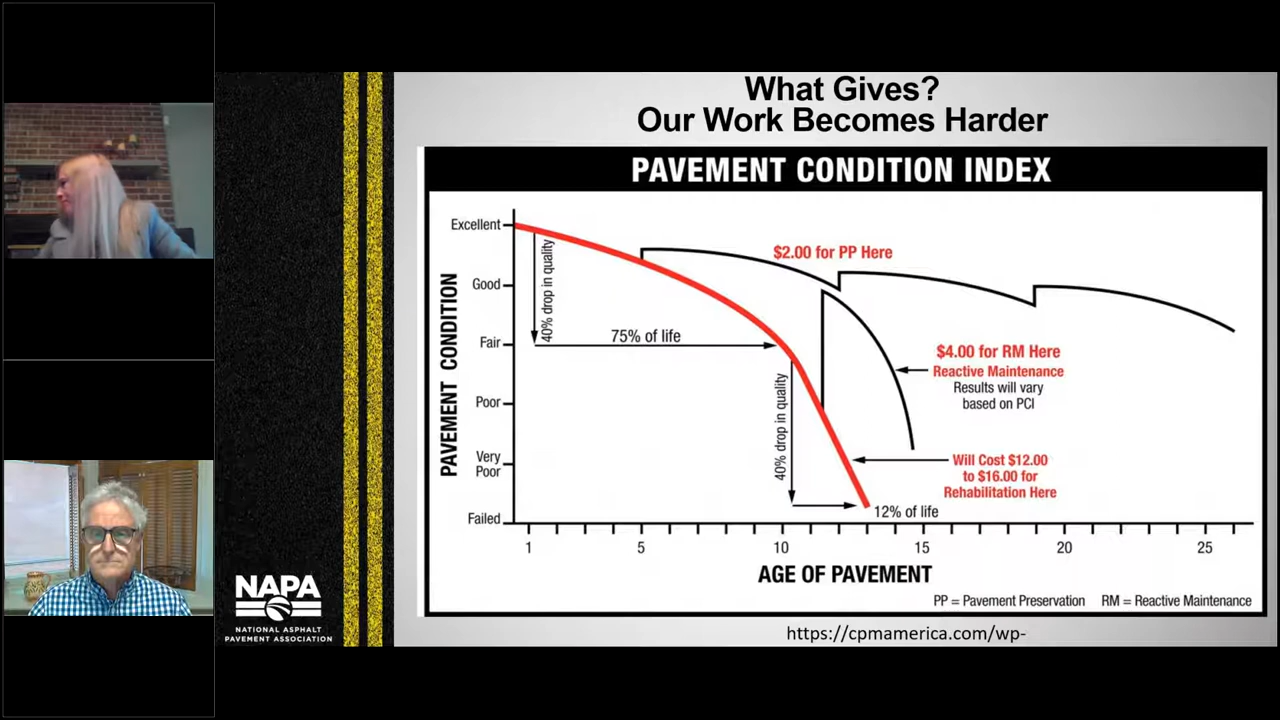 What Gives?
Our Work Becomes Harder
PAVEMENT CONDITION INDEX
PAVEMENT CONDITION
Excellent
Good
Fair
Poor
Very
Poor
Failed
40% drop in quality
75% of life
$2.00 for PP Here
$4.00 for RM Here
Reactive Maintenance
Results will vary
based on PCI
40% drop in quality
Will Cost $12.00
to $16.00 for
Rehabilitation Here
12% of life
1 5 10 15 20 25
AGE OF PAVEMENT
PP = Pavement Preservation RM = Reactive Maintenance
https://cpmamerica.com/wp-
NAPA
NATIONAL ASPHALT
PAVEMENT ASSOCIATION